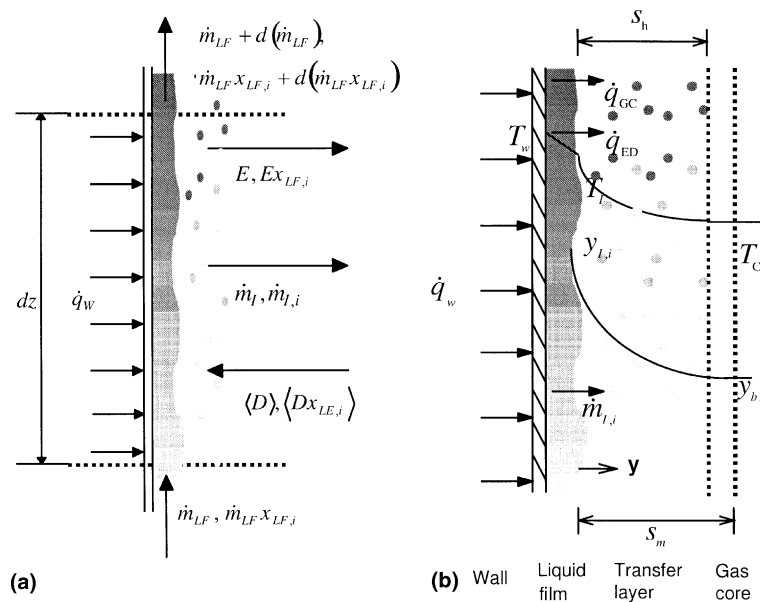 ṁ_LF + d(ṁ_LF),
ṁ_LF x_LF,i + d(ṁ_LF x_LF,i)
E, Ex_LF,i
dz
q̇_W
ṁ_I, ṁ_I,i
⟨D⟩, ⟨Dx_LE,i⟩
ṁ_LF, ṁ_LF x_LF,i
(a)
s_h
q̇_GC
T_w
q̇_ED
T_I
y_I,i
T_C
q̇_w
y_b
ṁ_I,i
y
s_m
(b) Wall Liquid film Transfer layer Gas core